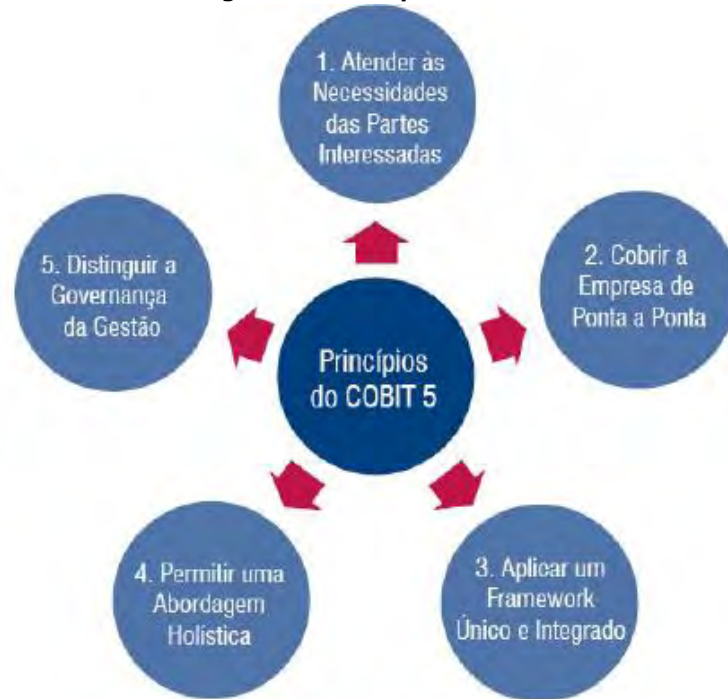 1. Atender às
Necessidades
das Partes
Interessadas
5. Distinguir a
Governança
da Gestão
2. Cobrir a
Empresa de
Ponta a Ponta
Princípios
do COBIT 5
4. Permitir uma
Abordagem
Holística
3. Aplicar um
Framework
Único e Integrado